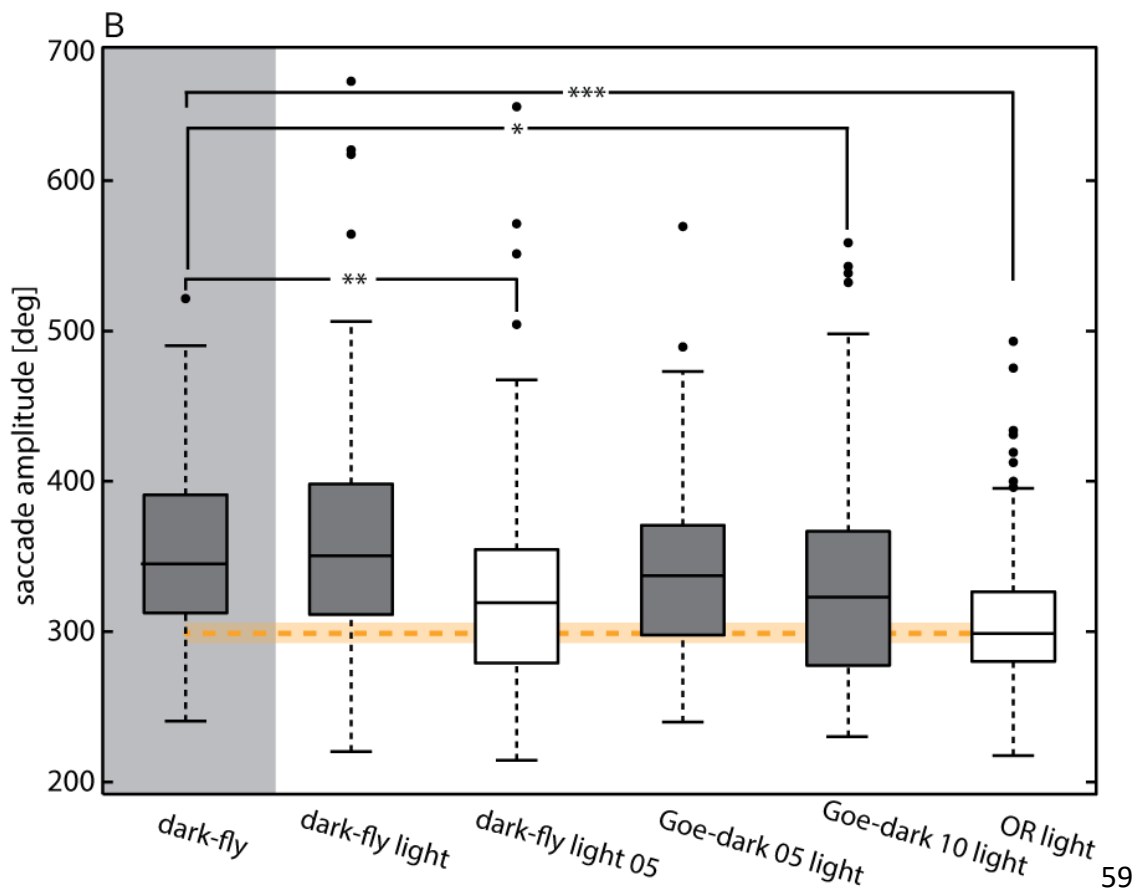 B
700
600
500
400
300
200
saccade amplitude [deg]
***
*
**
dark-fly
dark-fly light
dark-fly light 05
Goe-dark 05 light
Goe-dark 10 light
OR light
59